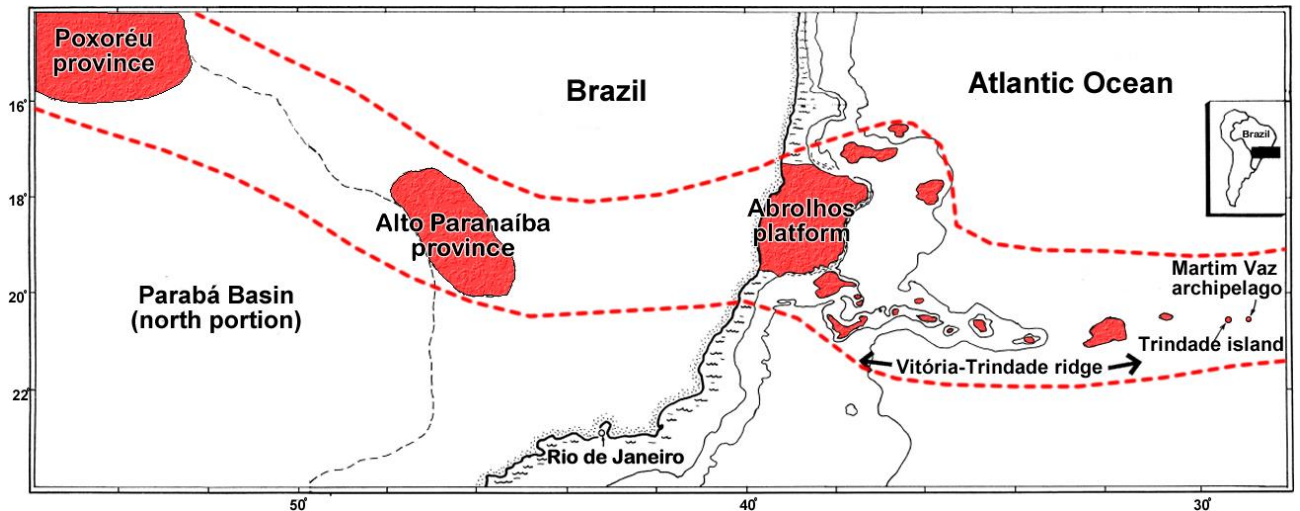 Poxoréu
province
Brazil
Atlantic Ocean
16°
Brazil
18°
Alto Paranaíba
province
Abrolhos
platform
Martim Vaz
archipelago
20°
Parabá Basin
(north portion)
Trindade island
Vitória-Trindade ridge
22°
Rio de Janeiro
50°
40°
30°